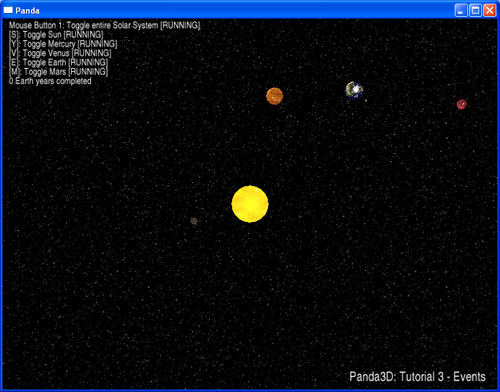 Panda
Mouse Button 1: Toggle entire Solar System [RUNNING]
[S]: Toggle Sun [RUNNING]
[Y]: Toggle Mercury [RUNNING]
[V]: Toggle Venus [RUNNING]
[E]: Toggle Earth [RUNNING]
[M]: Toggle Mars [RUNNING]
0 Earth years completed
Panda3D: Tutorial 3 - Events